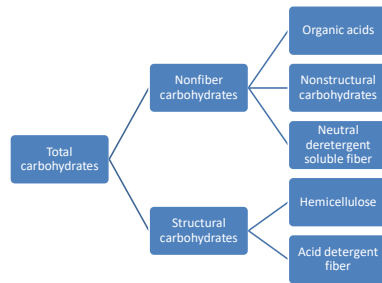 Organic acids
Nonfiber
carbohydrates
Nonstructural
carbohydrates
Neutral
deretergent
soluble fiber
Total
carbohydrates
Structural
carbohydrates
Hemicellulose
Acid detergent
fiber